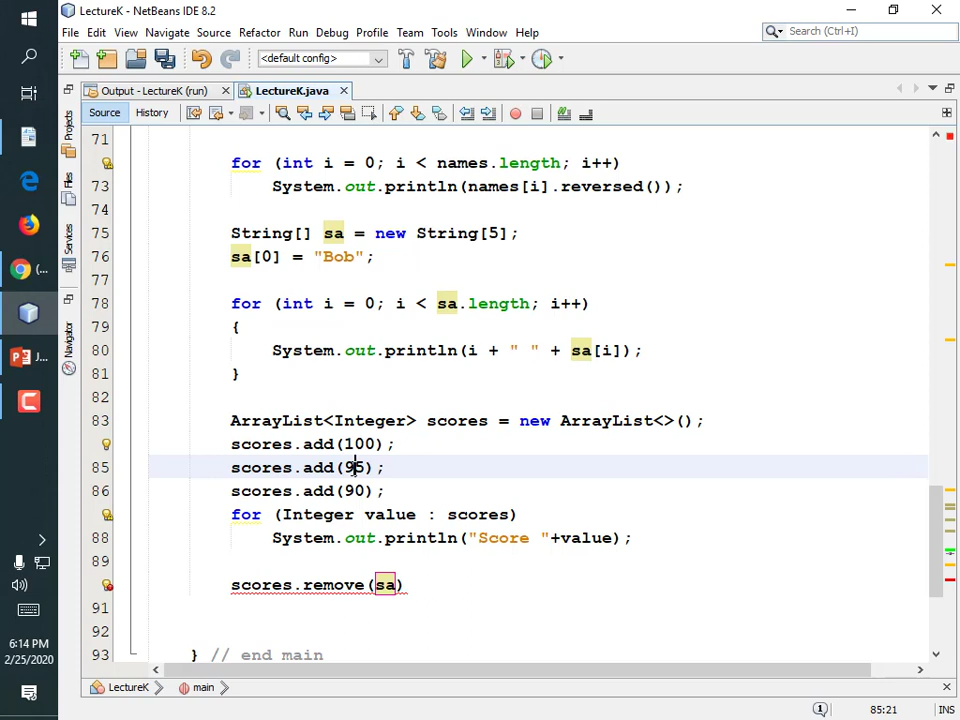 LectureK - NetBeans IDE 8.2
File Edit View Navigate Source Refactor Run Debug Profile Team Tools Window Help
<default config>
Search (Ctrl+I)
Output - LectureK (run)
LectureK.java
Source History
Projects
Files
Services
Navigator
(...
J...
71
for (int i = 0; i < names.length; i++)
73 System.out.println(names[i].reversed());
74
75 String[] sa = new String[5];
76 sa[0] = "Bob";
77
78 for (int i = 0; i < sa.length; i++)
79 {
80 System.out.println(i + " " + sa[i]);
81 }
82
83 ArrayList<Integer> scores = new ArrayList<>();
scores.add(100);
85 scores.add(95);
86 scores.add(90);
for (Integer value : scores)
88 System.out.println("Score "+value);
89
scores.remove(sa)
91
92
93 } // end main
LectureK main
6:14 PM
2/25/2020
1
85:21
INS